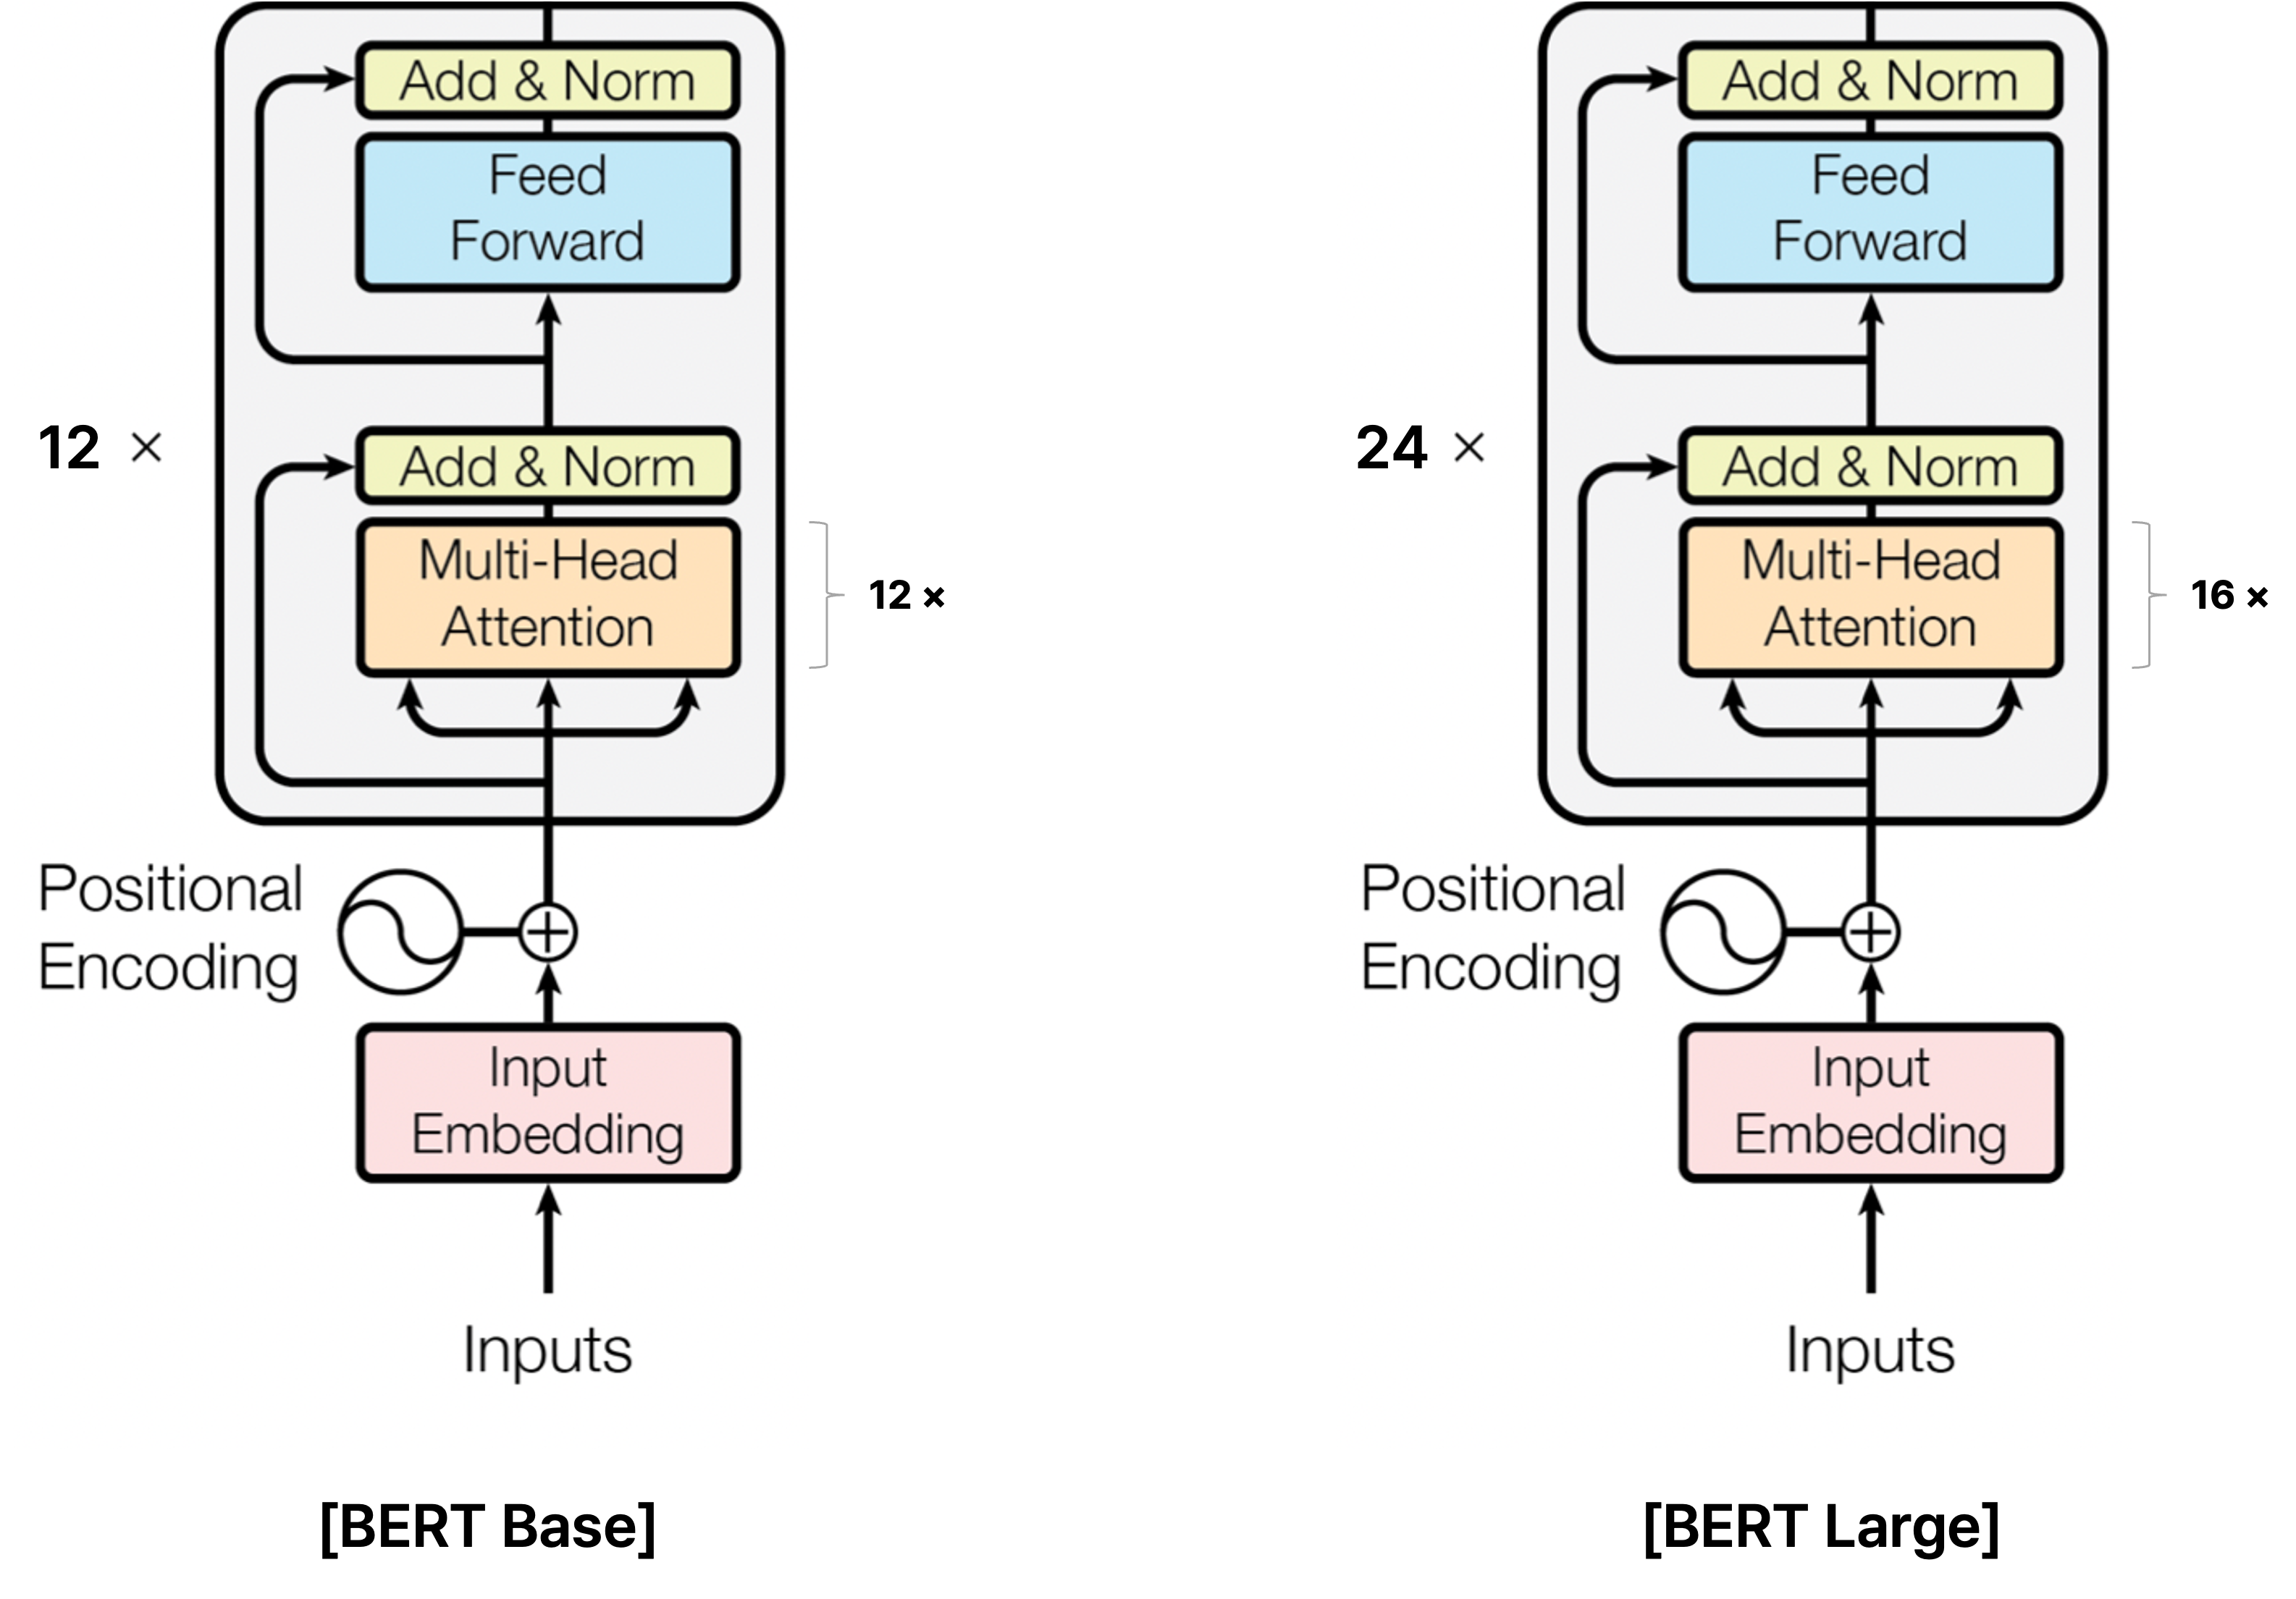 Add & Norm
Feed
Forward
12 ×
Add & Norm
Multi-Head
Attention
12 ×
Positional
Encoding
Input
Embedding
Inputs
[BERT Base]
Add & Norm
Feed
Forward
24 ×
Add & Norm
Multi-Head
Attention
16 ×
Positional
Encoding
Input
Embedding
Inputs
[BERT Large]